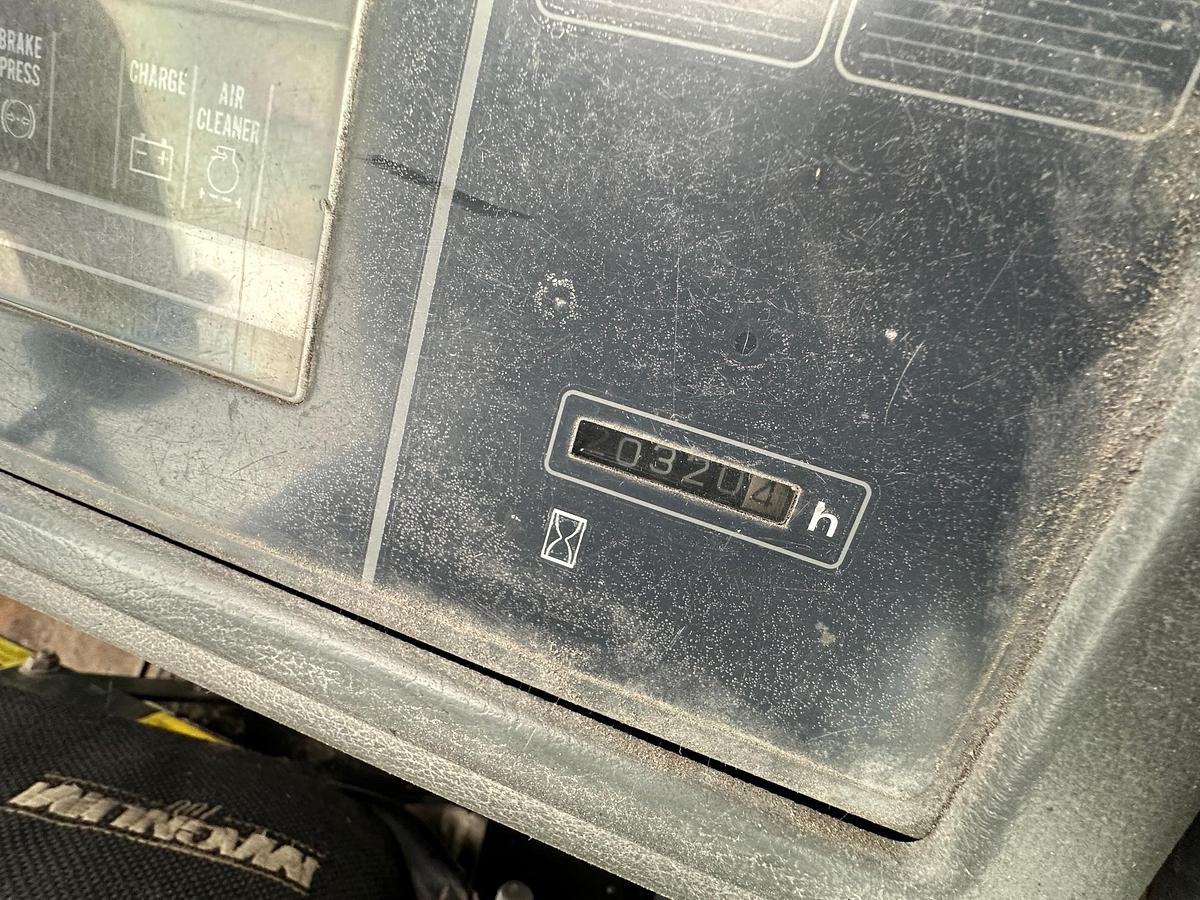 BRAKE
PRESS
CHARGE
AIR
CLEANER
203204
h